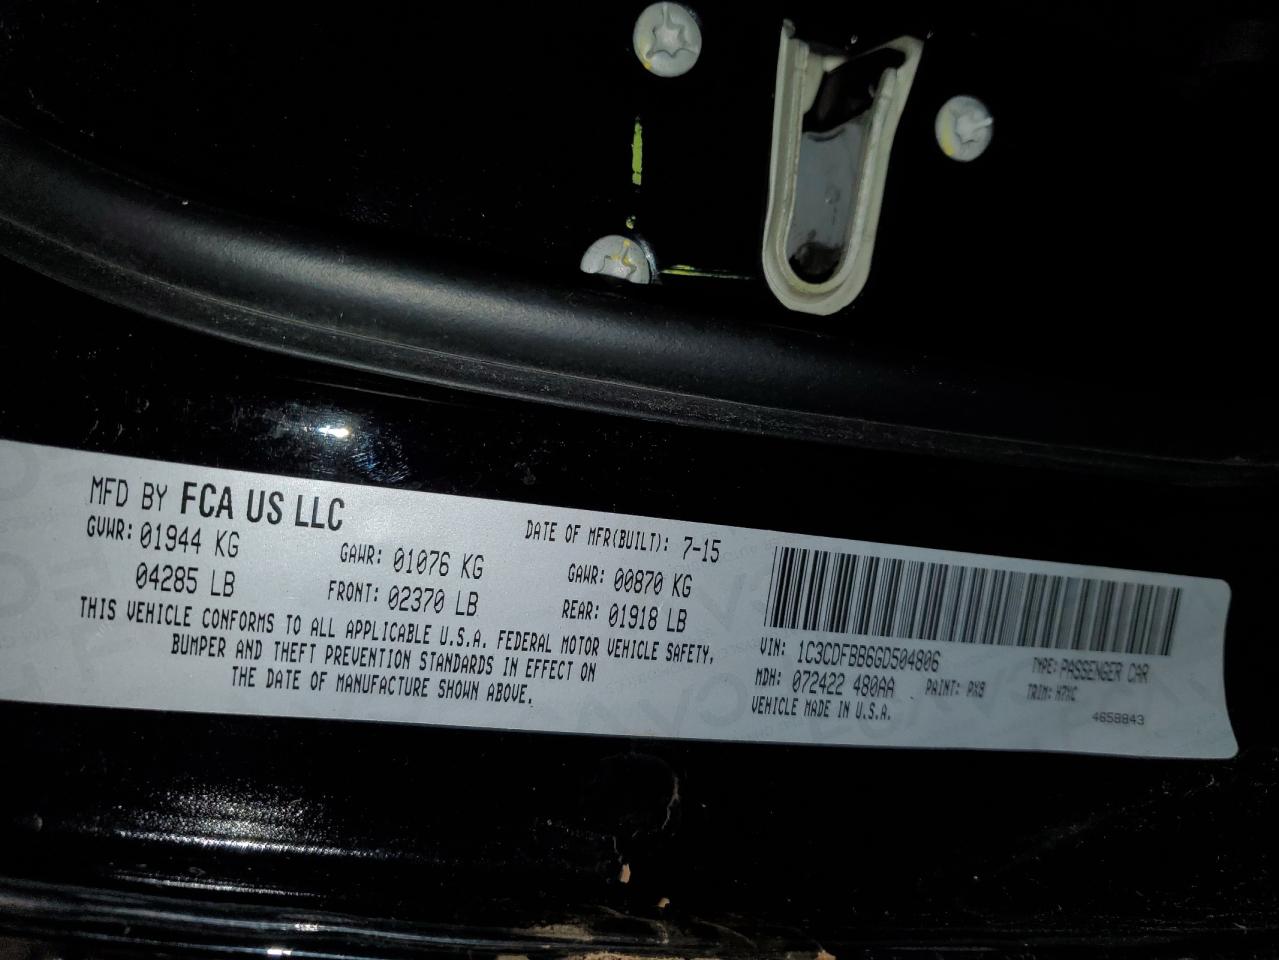 MFD BY FCA US LLC
DATE OF MFR(BUILT): 7-15
GVWR: 01944 KG
04285 LB
GAWR: 01076 KG
FRONT: 02370 LB
GAWR: 00870 KG
REAR: 01918 LB
THIS VEHICLE CONFORMS TO ALL APPLICABLE U.S.A. FEDERAL MOTOR VEHICLE SAFETY,
BUMPER AND THEFT PREVENTION STANDARDS IN EFFECT ON
THE DATE OF MANUFACTURE SHOWN ABOVE.
VIN: 1C3CDFBB6GD504806
TYPE: PASSENGER CAR
MDH: 072422 480AA
PAINT: PX8
TRIM: H7XC
VEHICLE MADE IN U.S.A.
4658843